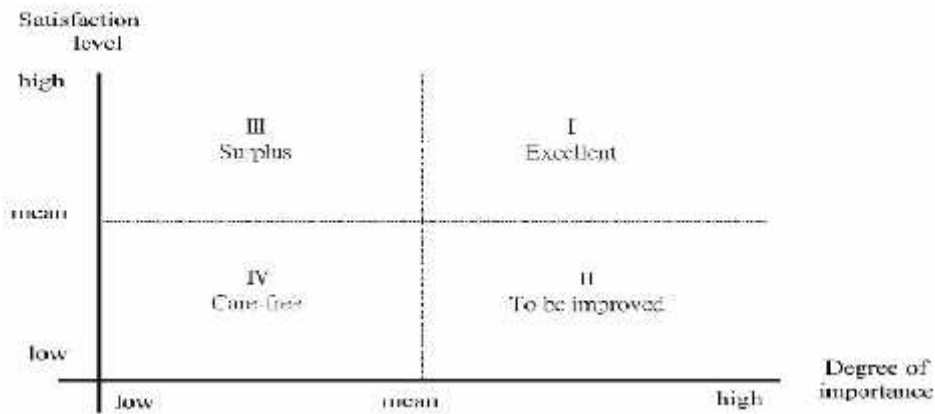 Satisfaction
level
high
III
Surplus
I
Excellent
mean
IV
Care-free
II
To be improved
low
low
mean
high
Degree of
importance